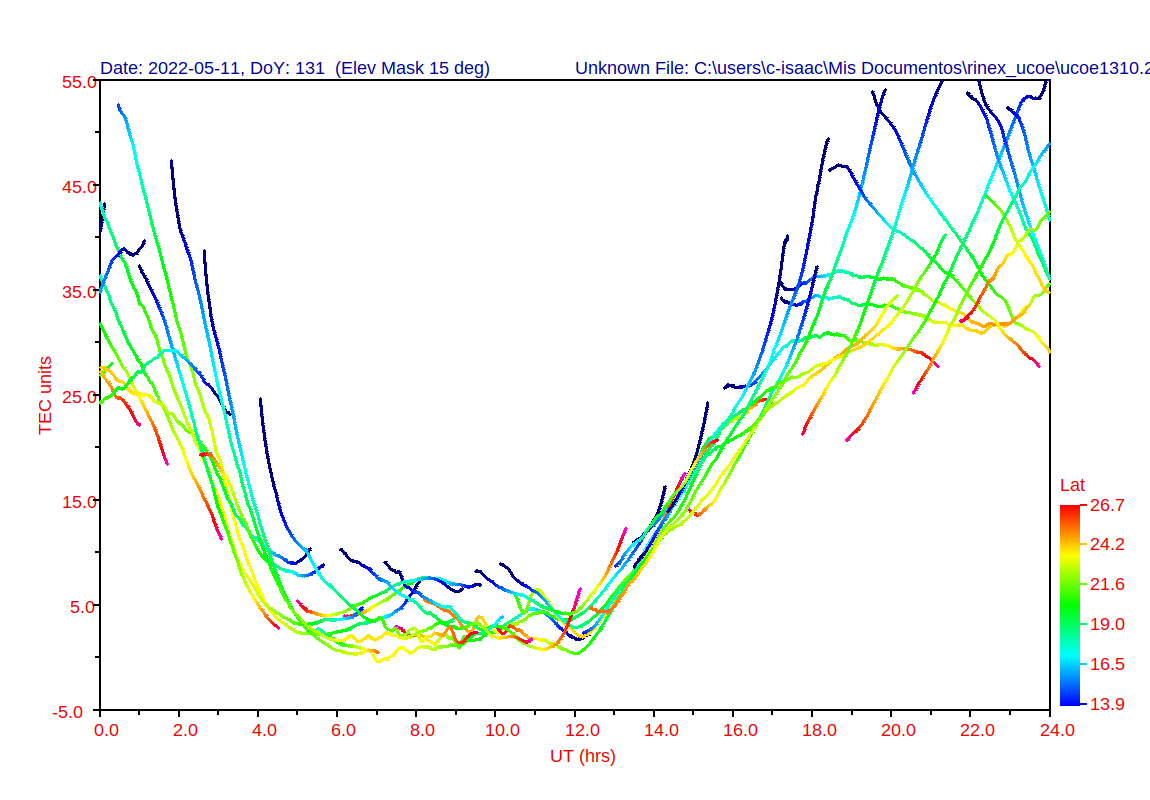 Date: 2022-05-11, DoY: 131  (Elev Mask 15 deg)
Unknown File: C:\users\c-isaac\Mis Documentos\rinex_ucoe\ucoe1310.2
55.0
45.0
35.0
25.0
15.0
5.0
-5.0
TEC units
0.0 2.0 4.0 6.0 8.0 10.0 12.0 14.0 16.0 18.0 20.0 22.0 24.0
UT (hrs)
Lat
26.7
24.2
21.6
19.0
16.5
13.9